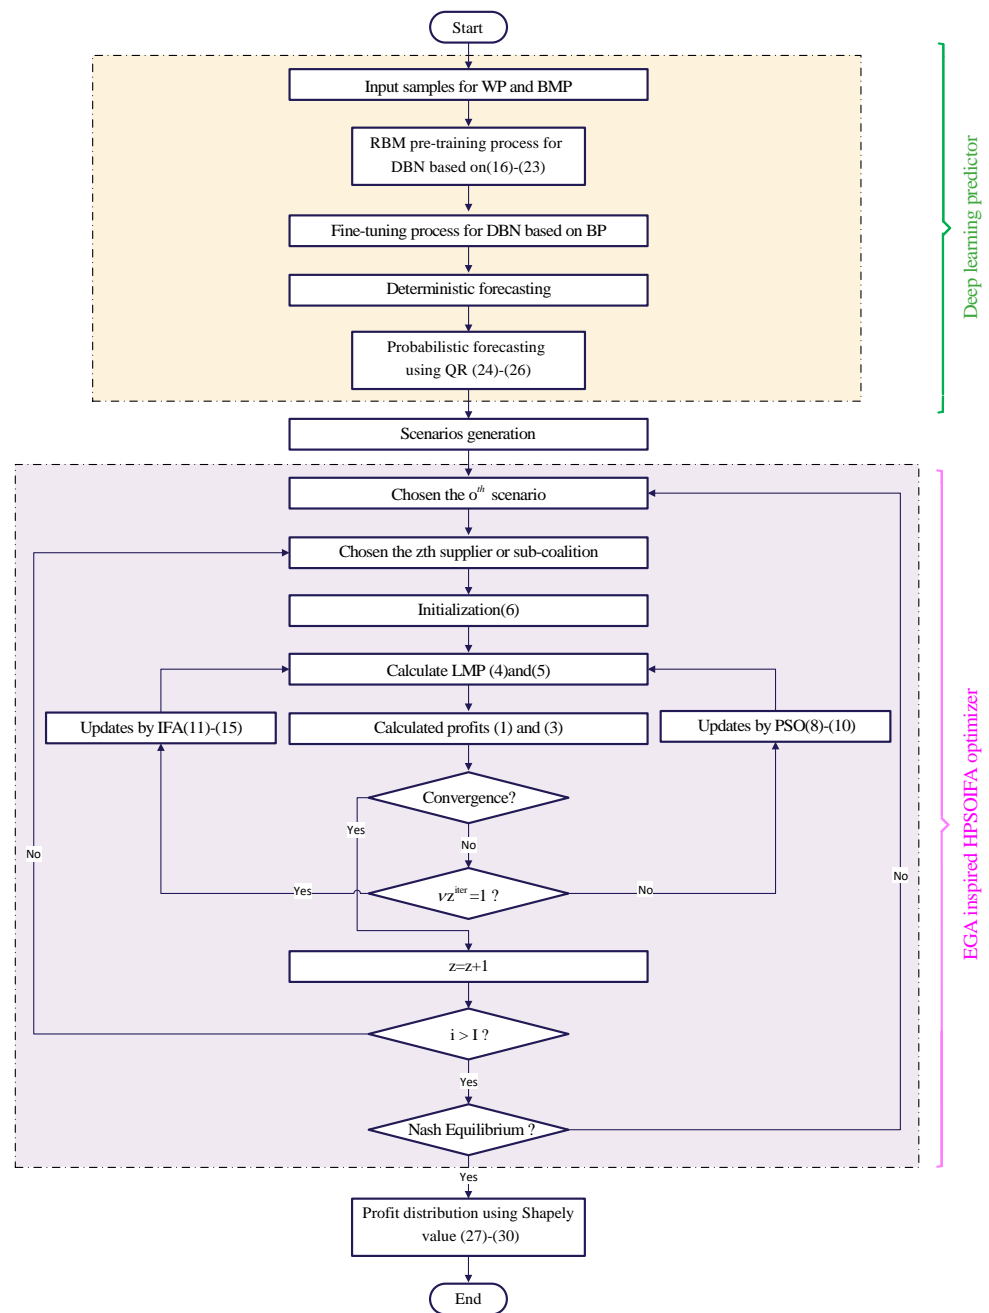 Start
Input samples for WP and BMP
RBM pre-training process for
DBN based on(16)-(23)
Fine-tuning process for DBN based on BP
Deterministic forecasting
Probabilistic forecasting
using QR (24)-(26)
Deep learning predictor
Scenarios generation
Chosen the oth scenario
Chosen the zth supplier or sub-coalition
Initialization(6)
Calculate LMP (4)and(5)
Updates by IFA(11)-(15)
Calculated profits (1) and (3)
Updates by PSO(8)-(10)
Convergence?
Yes
No
No
νziter=1 ?
Yes
No
No
z=z+1
i > I ?
Yes
Nash Equilibrium ?
Yes
EGA inspired HPSOIFA optimizer
Profit distribution using Shapely
value (27)-(30)
End